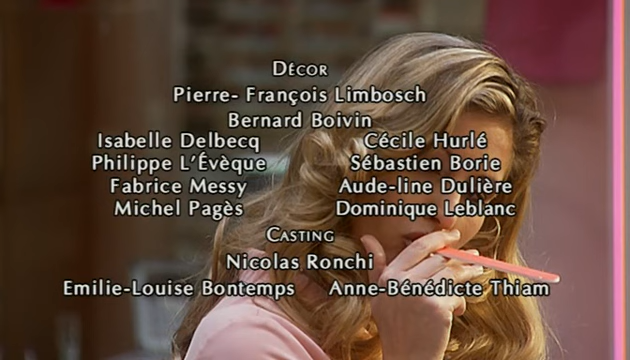 DÉCOR
Pierre- François Limbosch
Bernard Boivin
Isabelle Delbecq Cécile Hurlé
Philippe L'Évèque Sébastien Borie
Fabrice Messy Aude-line Dulière
Michel Pagès Dominique Leblanc
CASTING
Nicolas Ronchi
Emilie-Louise Bontemps Anne-Bénédicte Thiam